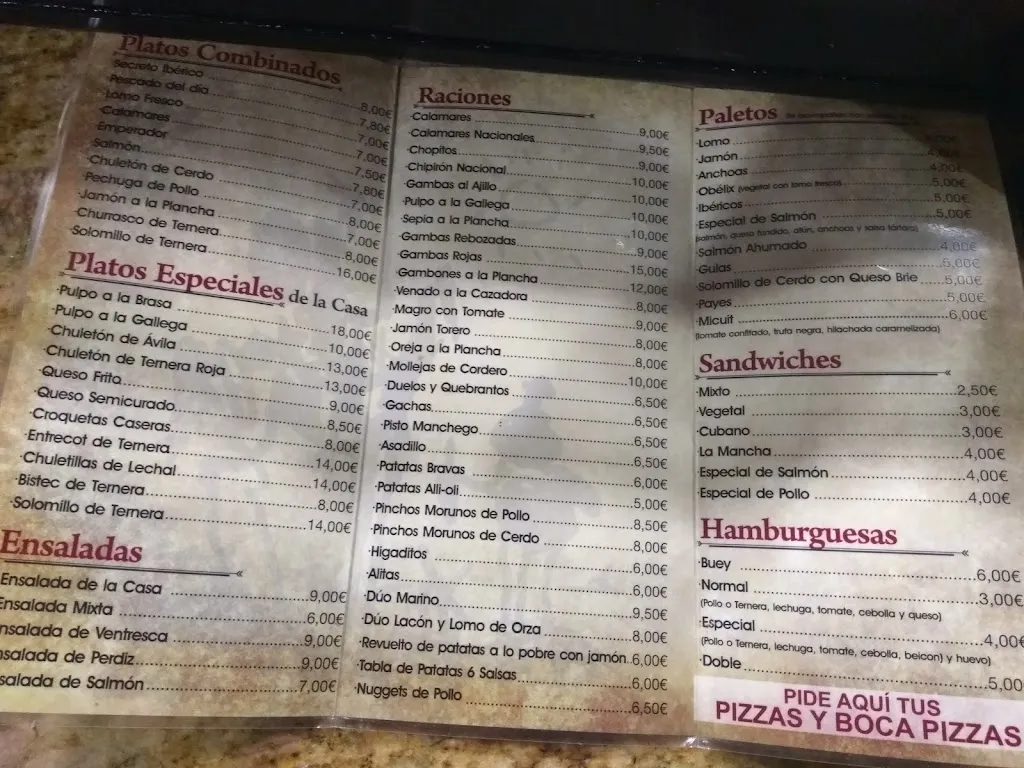 Platos Combinados
·Secreto Ibérico 8,00€
·Pescado del día 7,80€
·Lomo Fresco 7,00€
·Calamares 7,00€
·Emperador 7,50€
·Salmón 7,80€
·Chuletón de Cerdo 7,00€
·Pechuga de Pollo 8,00€
·Jamón a la Plancha 7,00€
·Churrasco de Ternera 8,00€
·Solomillo de Ternera 16,00€
Platos Especiales de la Casa
·Pulpo a la Brasa 18,00€
·Pulpo a la Gallega 10,00€
·Chuletón de Ávila 13,00€
·Chuletón de Ternera Roja 13,00€
·Queso Frito 9,00€
·Queso Semicurado 8,50€
·Croquetas Caseras 8,00€
·Entrecot de Ternera 14,00€
·Chuletillas de Lechal 14,00€
·Bistec de Ternera 8,00€
·Solomillo de Ternera 14,00€
Ensaladas
Ensalada de la Casa 9,00€
Ensalada Mixta 6,00€
nsalada de Ventresca 9,00€
nsalada de Perdiz 9,00€
salada de Salmón 7,00€
Raciones
·Calamares 9,00€
·Calamares Nacionales 9,50€
·Chopitos 9,00€
·Chipirón Nacional 10,00€
·Gambas al Ajillo 10,00€
·Pulpo a la Gallega 10,00€
·Sepia a la Plancha 10,00€
·Gambas Rebozadas 9,00€
·Gambas Rojas 15,00€
·Gambones a la Plancha 12,00€
·Venado a la Cazadora 8,00€
·Magro con Tomate 9,00€
·Jamón Torero 8,00€
·Oreja a la Plancha 8,00€
·Mollejas de Cordero 10,00€
·Duelos y Quebrantos 6,50€
·Gachas 6,50€
·Pisto Manchego 6,50€
·Asadillo 6,50€
·Patatas Bravas 6,00€
·Patatas Alli-oli 5,00€
·Pinchos Morunos de Pollo 8,50€
·Pinchos Morunos de Cerdo 8,00€
·Higaditos 6,00€
·Alitas 6,00€
·Dúo Marino 9,50€
·Dúo Lacón y Lomo de Orza 8,00€
·Revuelto de patatas a lo pobre con jamón 6,00€
·Tabla de Patatas 6 Salsas 6,00€
·Nuggets de Pollo 6,50€
Paletos
·Lomo
·Jamón
·Anchoas 4,00€
·Obélix (vegetal con lomo fresco) 5,00€
·Ibéricos 5,00€
·Especial de Salmón 5,00€
(salmón, queso fundido, atún, anchoas y salsa tártara)
·Salmón Ahumado 4,00€
·Gulas 5,00€
·Solomillo de Cerdo con Queso Brie 5,00€
·Payes 5,00€
·Micuit 6,00€
(tomate confitado, trufa negra, hilachada caramelizada)
Sandwiches
·Mixto 2,50€
·Vegetal 3,00€
·Cubano 3,00€
·La Mancha 4,00€
·Especial de Salmón 4,00€
·Especial de Pollo 4,00€
Hamburguesas
·Buey 6,00€
·Normal 3,00€
(Pollo o Ternera, lechuga, tomate, cebolla y queso)
·Especial 4,00€
(Pollo o Ternera, lechuga, tomate, cebolla, beicon) y huevo)
·Doble 5,00
PIDE AQUÍ TUS
PIZZAS Y BOCA PIZZAS